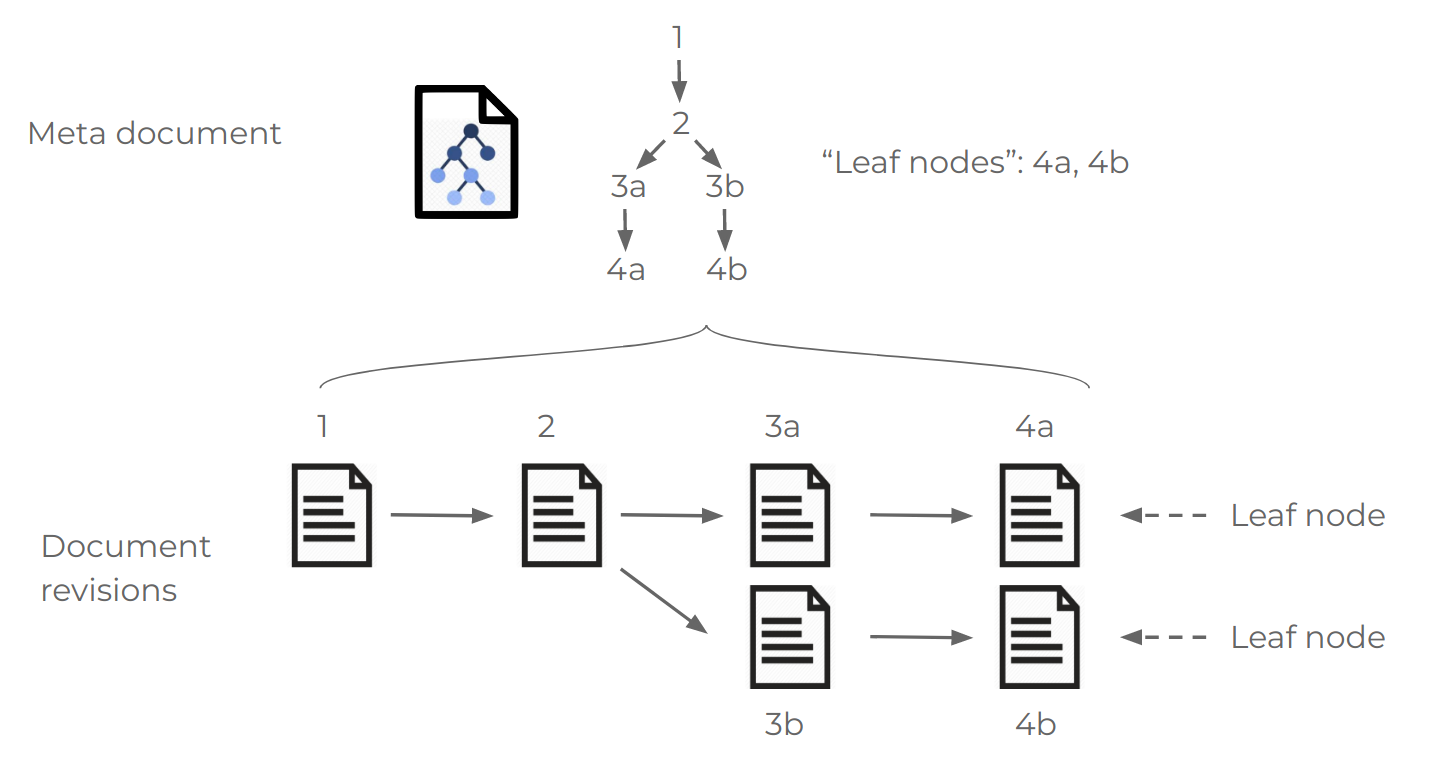 1
Meta document
2
“Leaf nodes”: 4a, 4b
3a
3b
4a
4b
1
2
3a
4a
Leaf node
Document
revisions
Leaf node
3b
4b